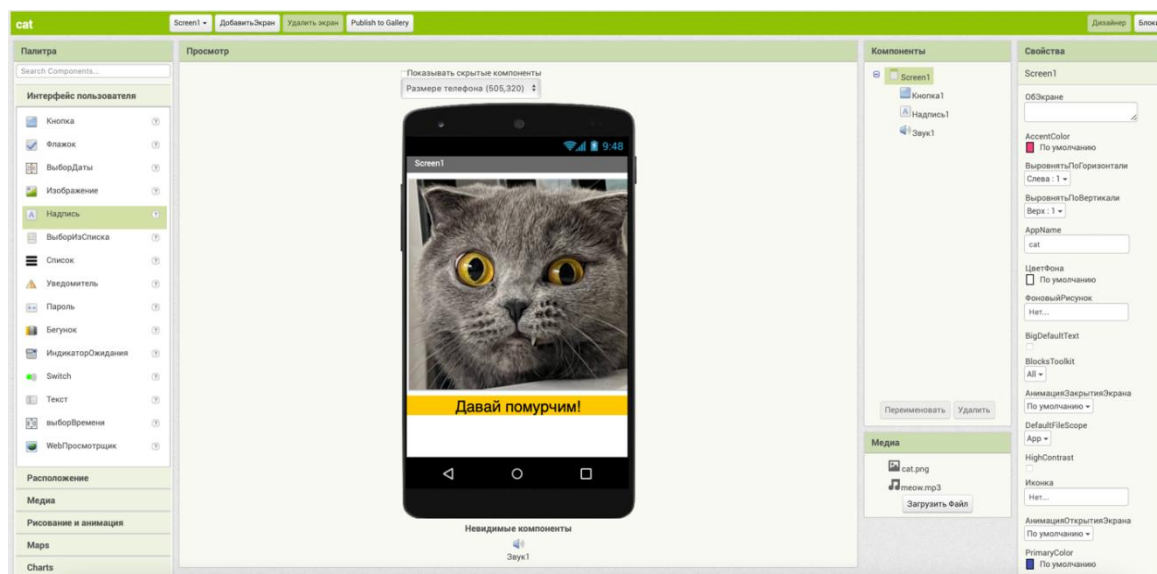 cat
Screen1
ДобавитьЭкран
Удалить экран
Publish to Gallery
Дизайнер
Блоки
Палитра
Search Components...
Интерфейс пользователя
Кнопка
Флажок
ВыборДаты
Изображение
Надпись
ВыборИзСписка
Список
Уведомитель
Пароль
Бегунок
ИндикаторОжидания
Switch
Текст
выборВремени
WebПросмотрщик
Расположение
Медиа
Рисование и анимация
Maps
Charts
Просмотр
Показывать скрытые компоненты
Размере телефона (505,320)
9:48
Screen1
Давай помурчим!
Невидимые компоненты
Звук1
Компоненты
Screen1
Кнопка1
Надпись1
Звук1
Переименовать
Удалить
Медиа
cat.png
meow.mp3
Загрузить Файл
Свойства
Screen1
ОбЭкране
AccentColor
По умолчанию
ВыровнятьПоГоризонтали
Слева : 1
ВыровнятьПоВертикали
Верх : 1
AppName
cat
ЦветФона
По умолчанию
ФоновыйРисунок
Нет...
BigDefaultText
BlocksToolkit
All
АнимацияЗакрытияЭкрана
По умолчанию
DefaultFileScope
App
HighContrast
Иконка
Нет...
АнимацияОткрытияЭкрана
По умолчанию
PrimaryColor
По умолчанию